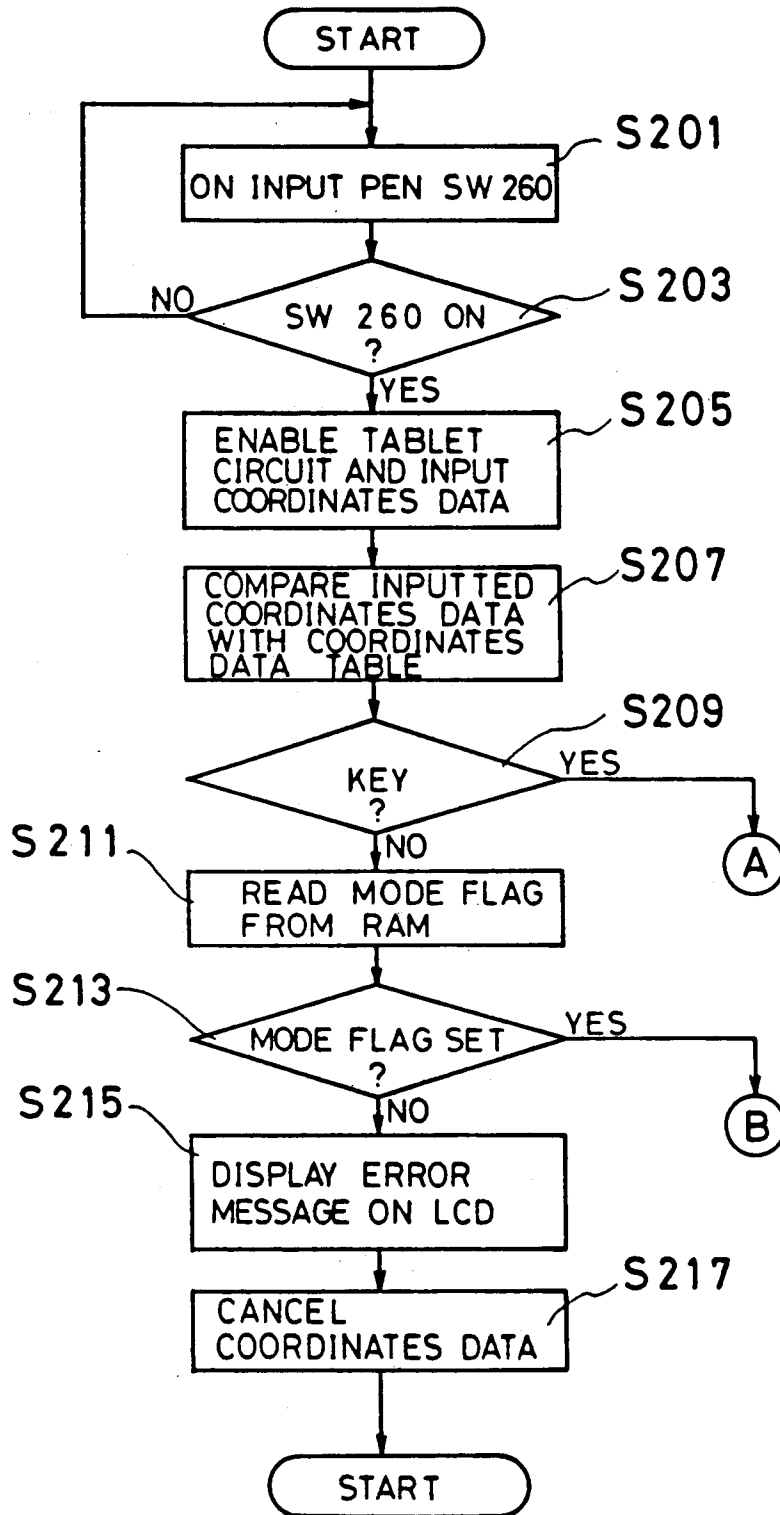 START
S201
ON INPUT PEN SW 260
S203
NO
SW 260 ON
?
YES
S205
ENABLE TABLET
CIRCUIT AND INPUT
COORDINATES DATA
S207
COMPARE INPUTTED
COORDINATES DATA
WITH COORDINATES
DATA TABLE
S209
KEY
?
YES
A
NO
S211
READ MODE FLAG
FROM RAM
S213
MODE FLAG SET
?
YES
B
NO
S215
DISPLAY ERROR
MESSAGE ON LCD
S217
CANCEL
COORDINATES DATA
START